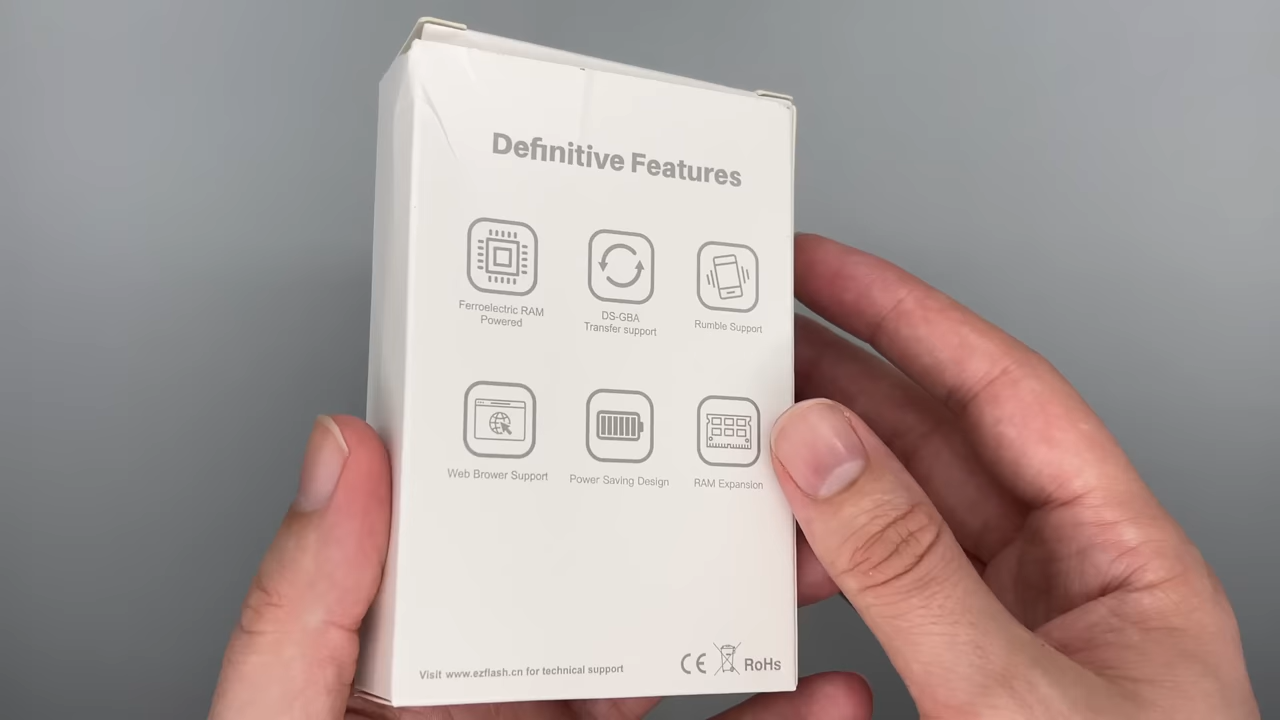 Definitive Features
Ferroelectric RAM
Powered
DS-GBA
Transfer support
Rumble Support
Web Brower Support
Power Saving Design
RAM Expansion
Visit www.ezflash.cn for technical support
CE
RoHs